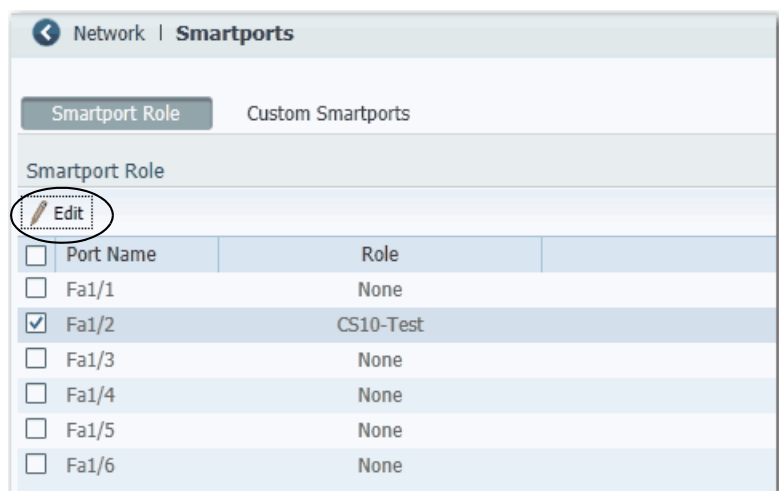 Network | Smartports
Smartport Role Custom Smartports
Smartport Role
Edit
Port Name Role
Fa1/1 None
Fa1/2 CS10-Test
Fa1/3 None
Fa1/4 None
Fa1/5 None
Fa1/6 None